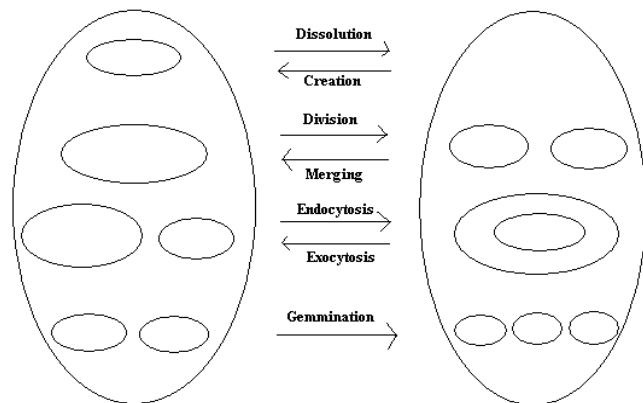 Dissolution
Creation
Division
Merging
Endocytosis
Exocytosis
Gemmination